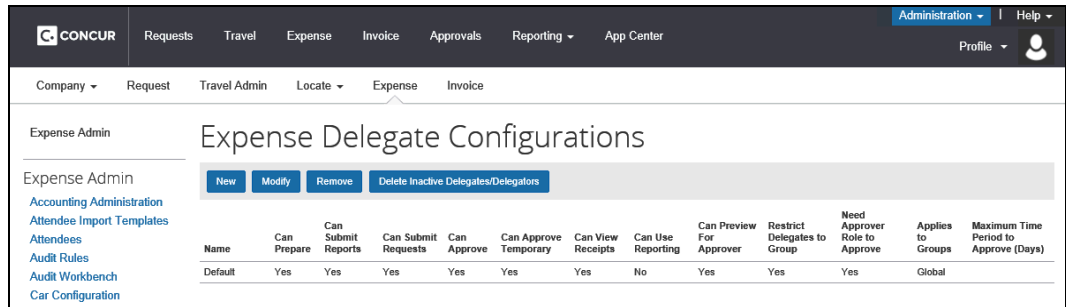 Administration | Help
C. CONCUR Requests Travel Expense Invoice Approvals Reporting App Center
Profile
Company Request Travel Admin Locate Expense Invoice
Expense Admin
Expense Delegate Configurations
Expense Admin
New Modify Remove Delete Inactive Delegates/Delegators
Accounting Administration
Attendee Import Templates
Attendees
Audit Rules
Audit Workbench
Car Configuration
Name Can Prepare Can Submit Reports Can Submit Requests Can Approve Can Approve Temporary Can View Receipts Can Use Reporting Can Preview For Approver Restrict Delegates to Group Need Approver Role to Approve Applies to Groups Maximum Time Period to Approve (Days)
Default Yes Yes Yes Yes Yes Yes No Yes Yes Yes Global